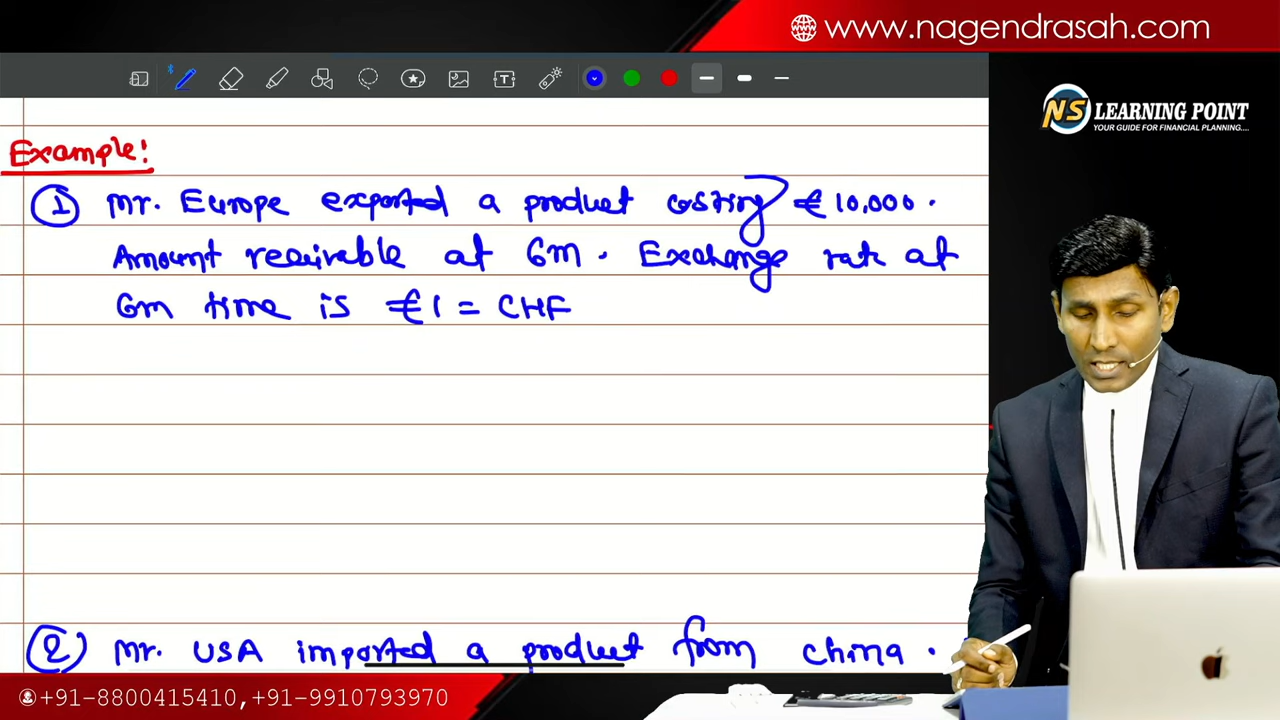 www.nagendrasah.com
NS LEARNING POINT
YOUR GUIDE FOR FINANCIAL PLANNING....
Example:
① Mr. Europe exported a product costing € 10,000.
Amount receivable at 6m. Exchange rate at
6m time is €1 = CHF
② Mr. USA imported a product from China.
+91-8800415410,+91-9910793970